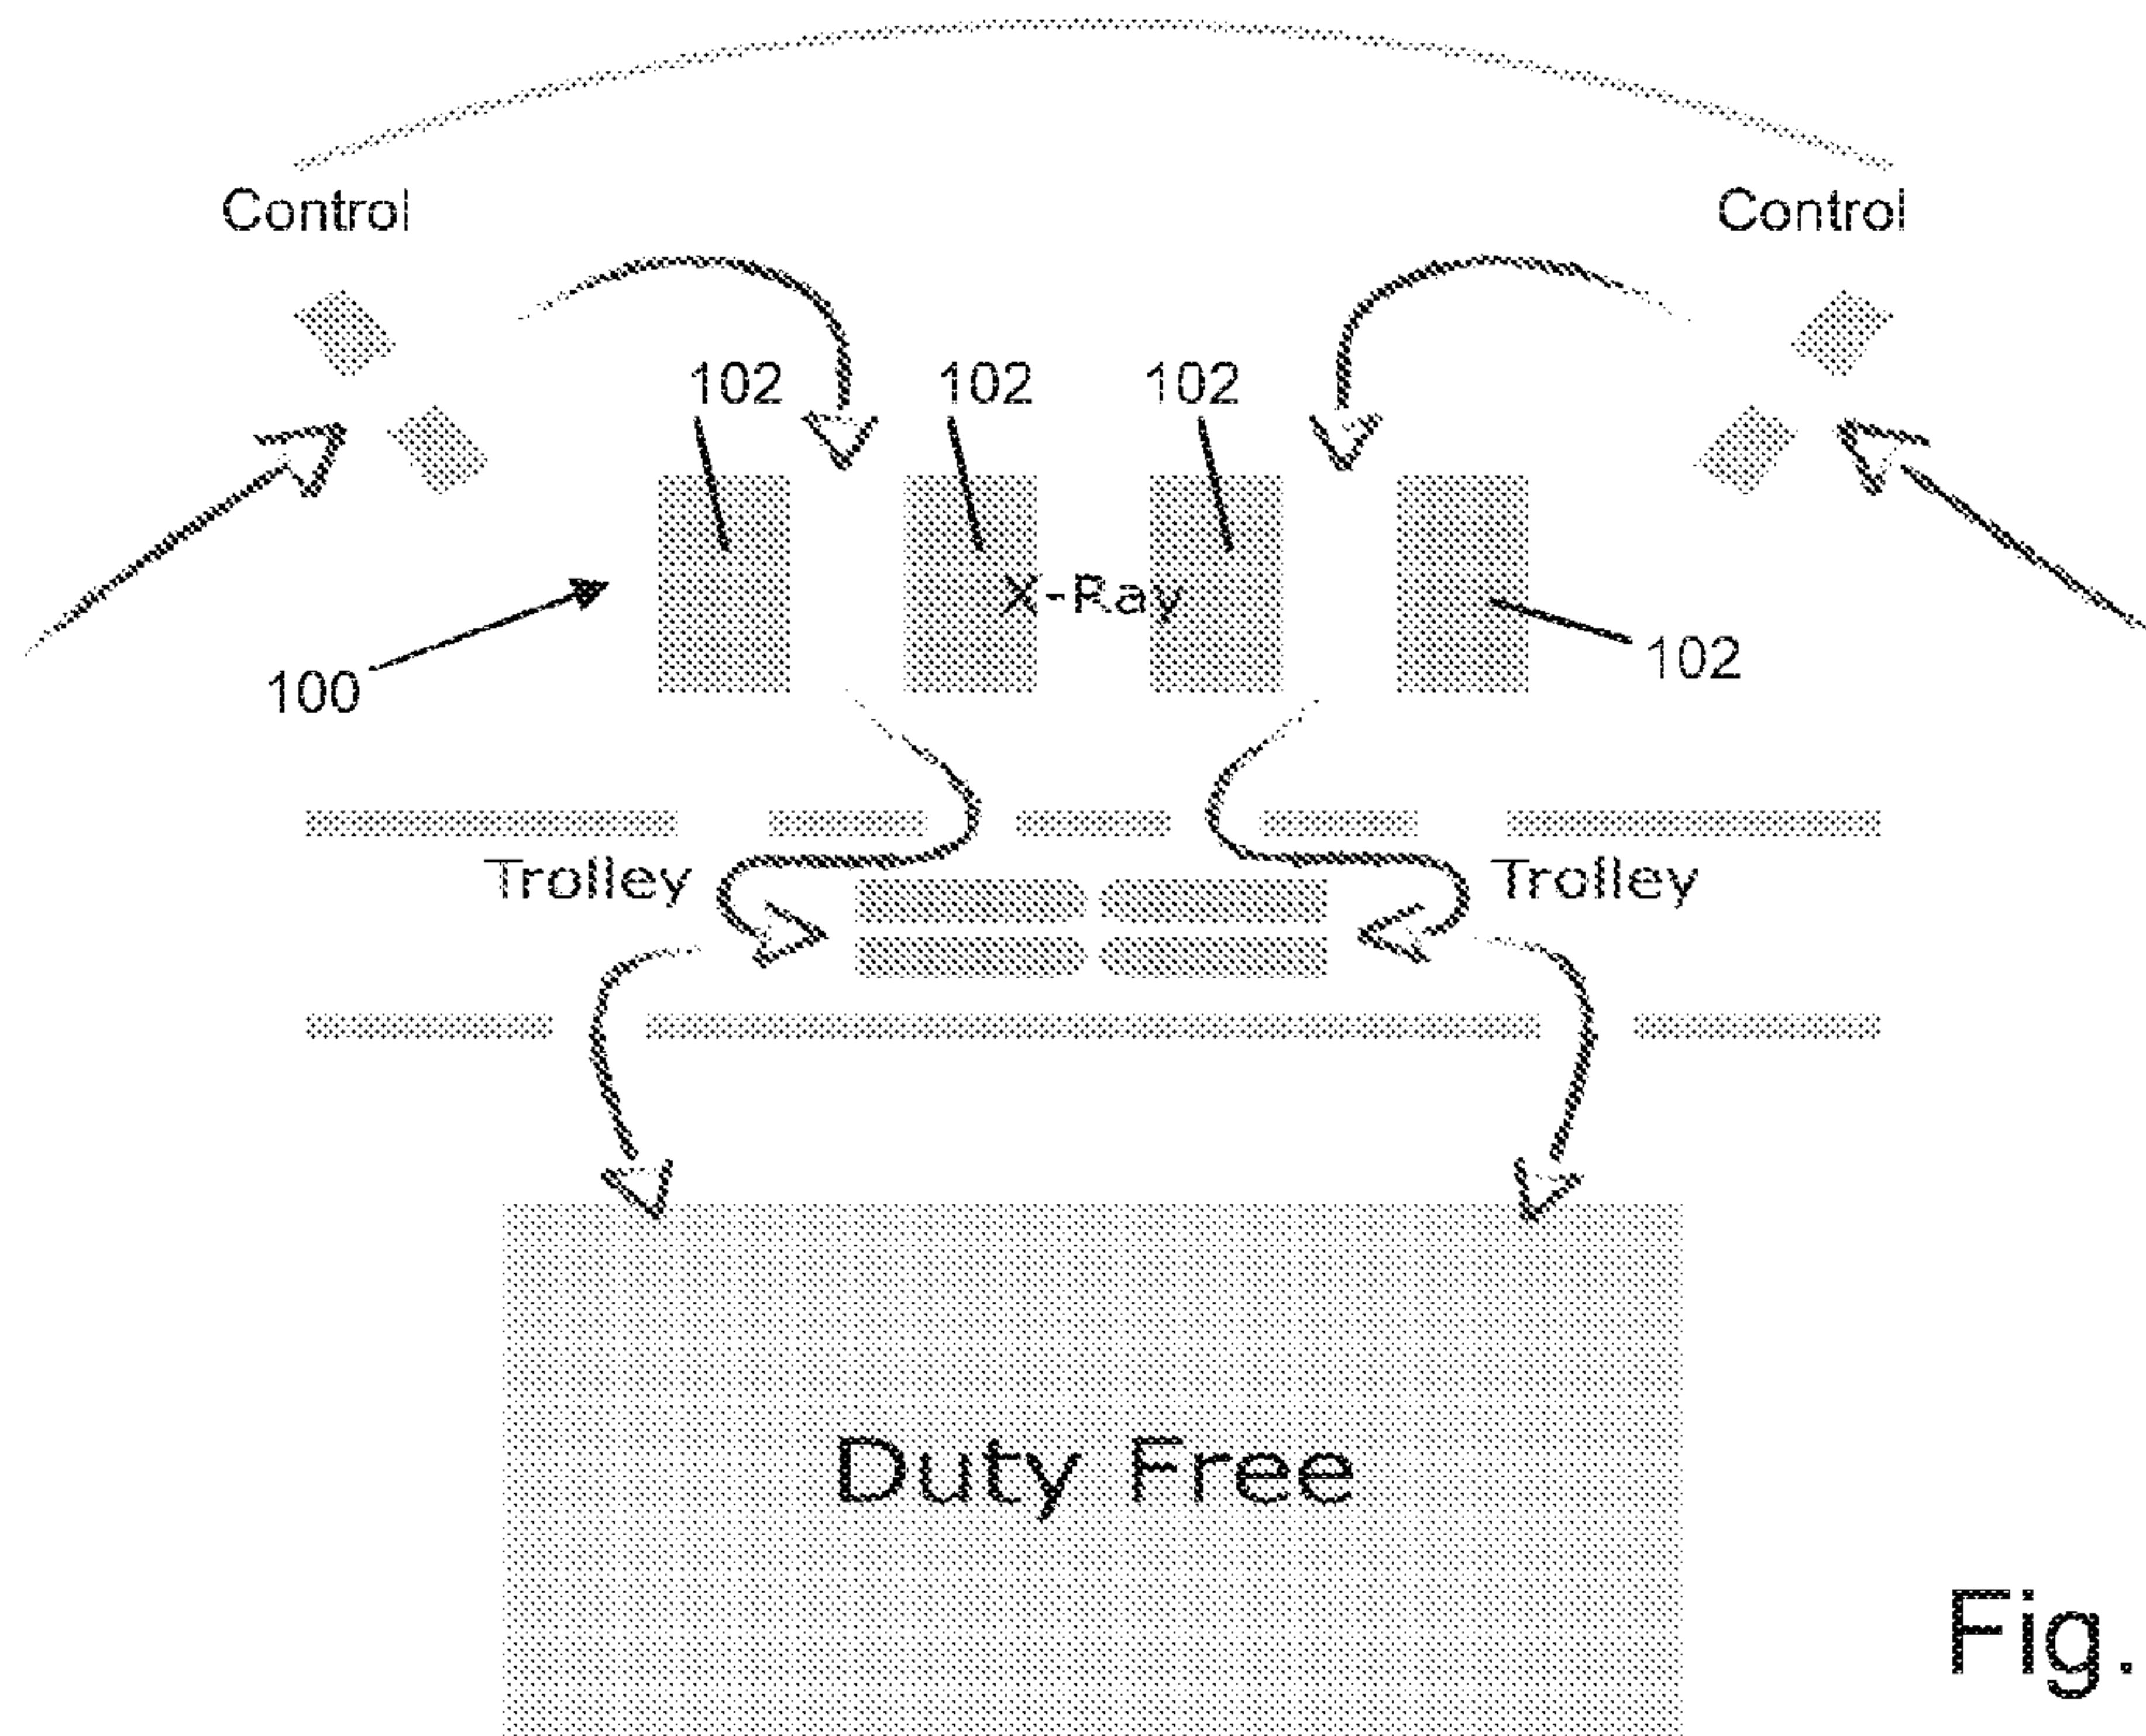 Control Control
102 102 102
X-Ray
102
100
Trolley Trolley
Duty Free
Fig.